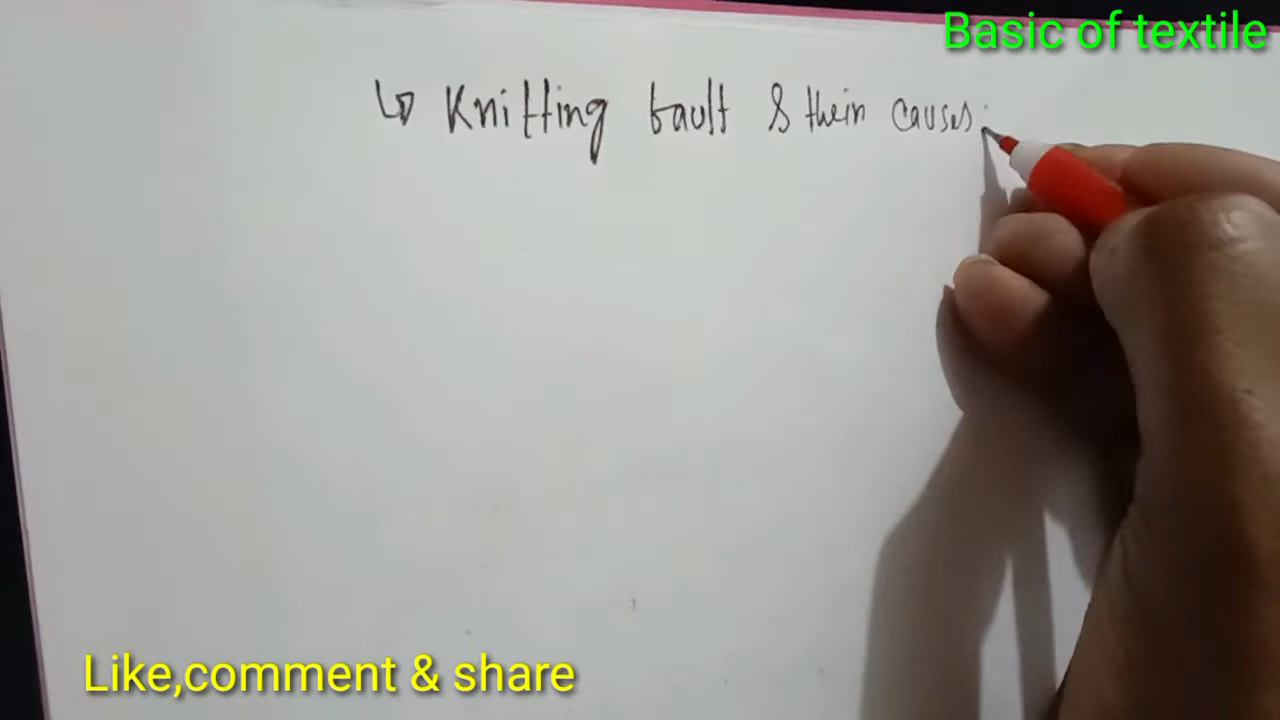 Basic of textile
↳ Knitting fault & their causes:
Like,comment & share